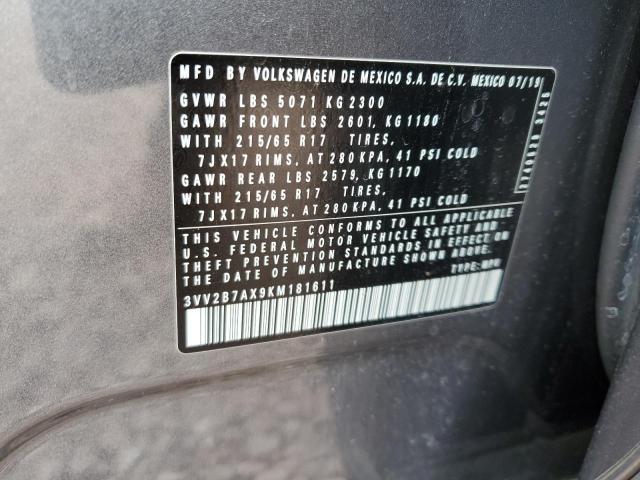 MFD BY VOLKSWAGEN DE MEXICO S.A. DE C.V. MEXICO 07/19
GVWR LBS 5071 KG 2300
GAWR FRONT LBS 2601, KG 1180
WITH 215/65 R17 TIRES,
7JX17 RIMS, AT 280 KPA, 41 PSI COLD
GAWR REAR LBS 2579, KG 1170
WITH 215/65 R17 TIRES,
7JX17 RIMS, AT 280 KPA, 41 PSI COLD
THIS VEHICLE CONFORMS TO ALL APPLICABLE
U.S. FEDERAL MOTOR VEHICLE SAFETY AND
THEFT PREVENTION STANDARDS IN EFFECT ON
THE DATE OF MANUFACTURE SHOWN ABOVE.
TYPE: MPV
3VV2B7AX9KM181611